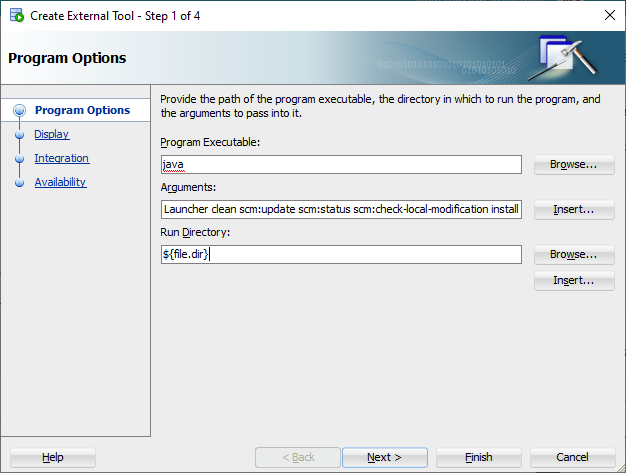 Create External Tool - Step 1 of 4
Program Options
Program Options
Display
Integration
Availability
Provide the path of the program executable, the directory in which to run the program, and
the arguments to pass into it.
Program Executable:
java
Browse...
Arguments:
Launcher clean scm:update scm:status scm:check-local-modification install
Insert...
Run Directory:
${file.dir}
Browse...
Insert...
Help
< Back
Next >
Finish
Cancel